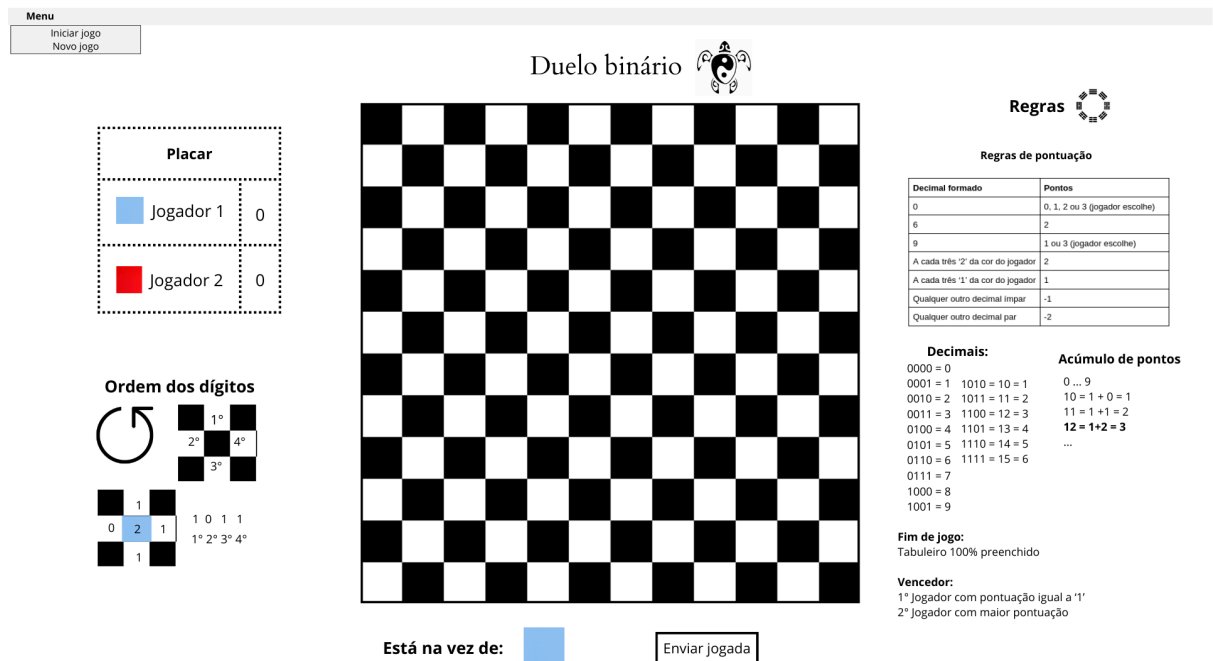 Menu
Iniciar jogo
Novo jogo
Duelo binário
Placar
Jogador 1 0
Jogador 2 0
Ordem dos dígitos
1°
2° 4°
3°
1
0 2 1
1
1 0 1 1
1° 2° 3° 4°
Está na vez de:
Enviar jogada
Regras
Regras de pontuação
Decimal formado Pontos
0 0, 1, 2 ou 3 (jogador escolhe)
6 2
9 1 ou 3 (jogador escolhe)
A cada três '2' da cor do jogador 2
A cada três '1' da cor do jogador 1
Qualquer outro decimal ímpar -1
Qualquer outro decimal par -2
Decimais:
0000 = 0
0001 = 1
0010 = 2
0011 = 3
0100 = 4
0101 = 5
0110 = 6
0111 = 7
1000 = 8
1001 = 9
1010 = 10 = 1
1011 = 11 = 2
1100 = 12 = 3
1101 = 13 = 4
1110 = 14 = 5
1111 = 15 = 6
Acúmulo de pontos
0 ... 9
10 = 1 + 0 = 1
11 = 1 +1 = 2
12 = 1+2 = 3
...
Fim de jogo:
Tabuleiro 100% preenchido
Vencedor:
1° Jogador com pontuação igual a ‘1’
2° Jogador com maior pontuação